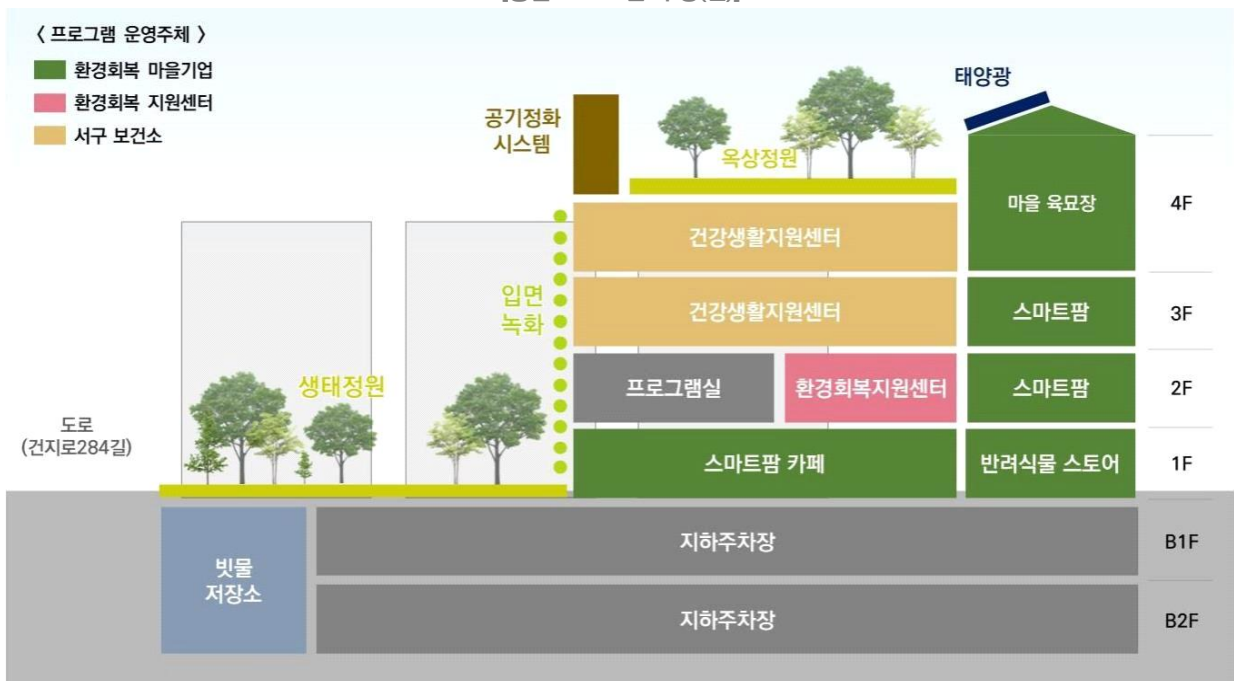 〈 프로그램 운영주체 〉
환경회복 마을기업
환경회복 지원센터
서구 보건소
공기정화
시스템
태양광
옥상정원
마을 육묘장
4F
건강생활지원센터
입면
녹화
건강생활지원센터
스마트팜
3F
생태정원
프로그램실
환경회복지원센터
스마트팜
2F
도로
(건지로284길)
스마트팜 카페
반려식물 스토어
1F
지하주차장
B1F
빗물
저장소
지하주차장
B2F